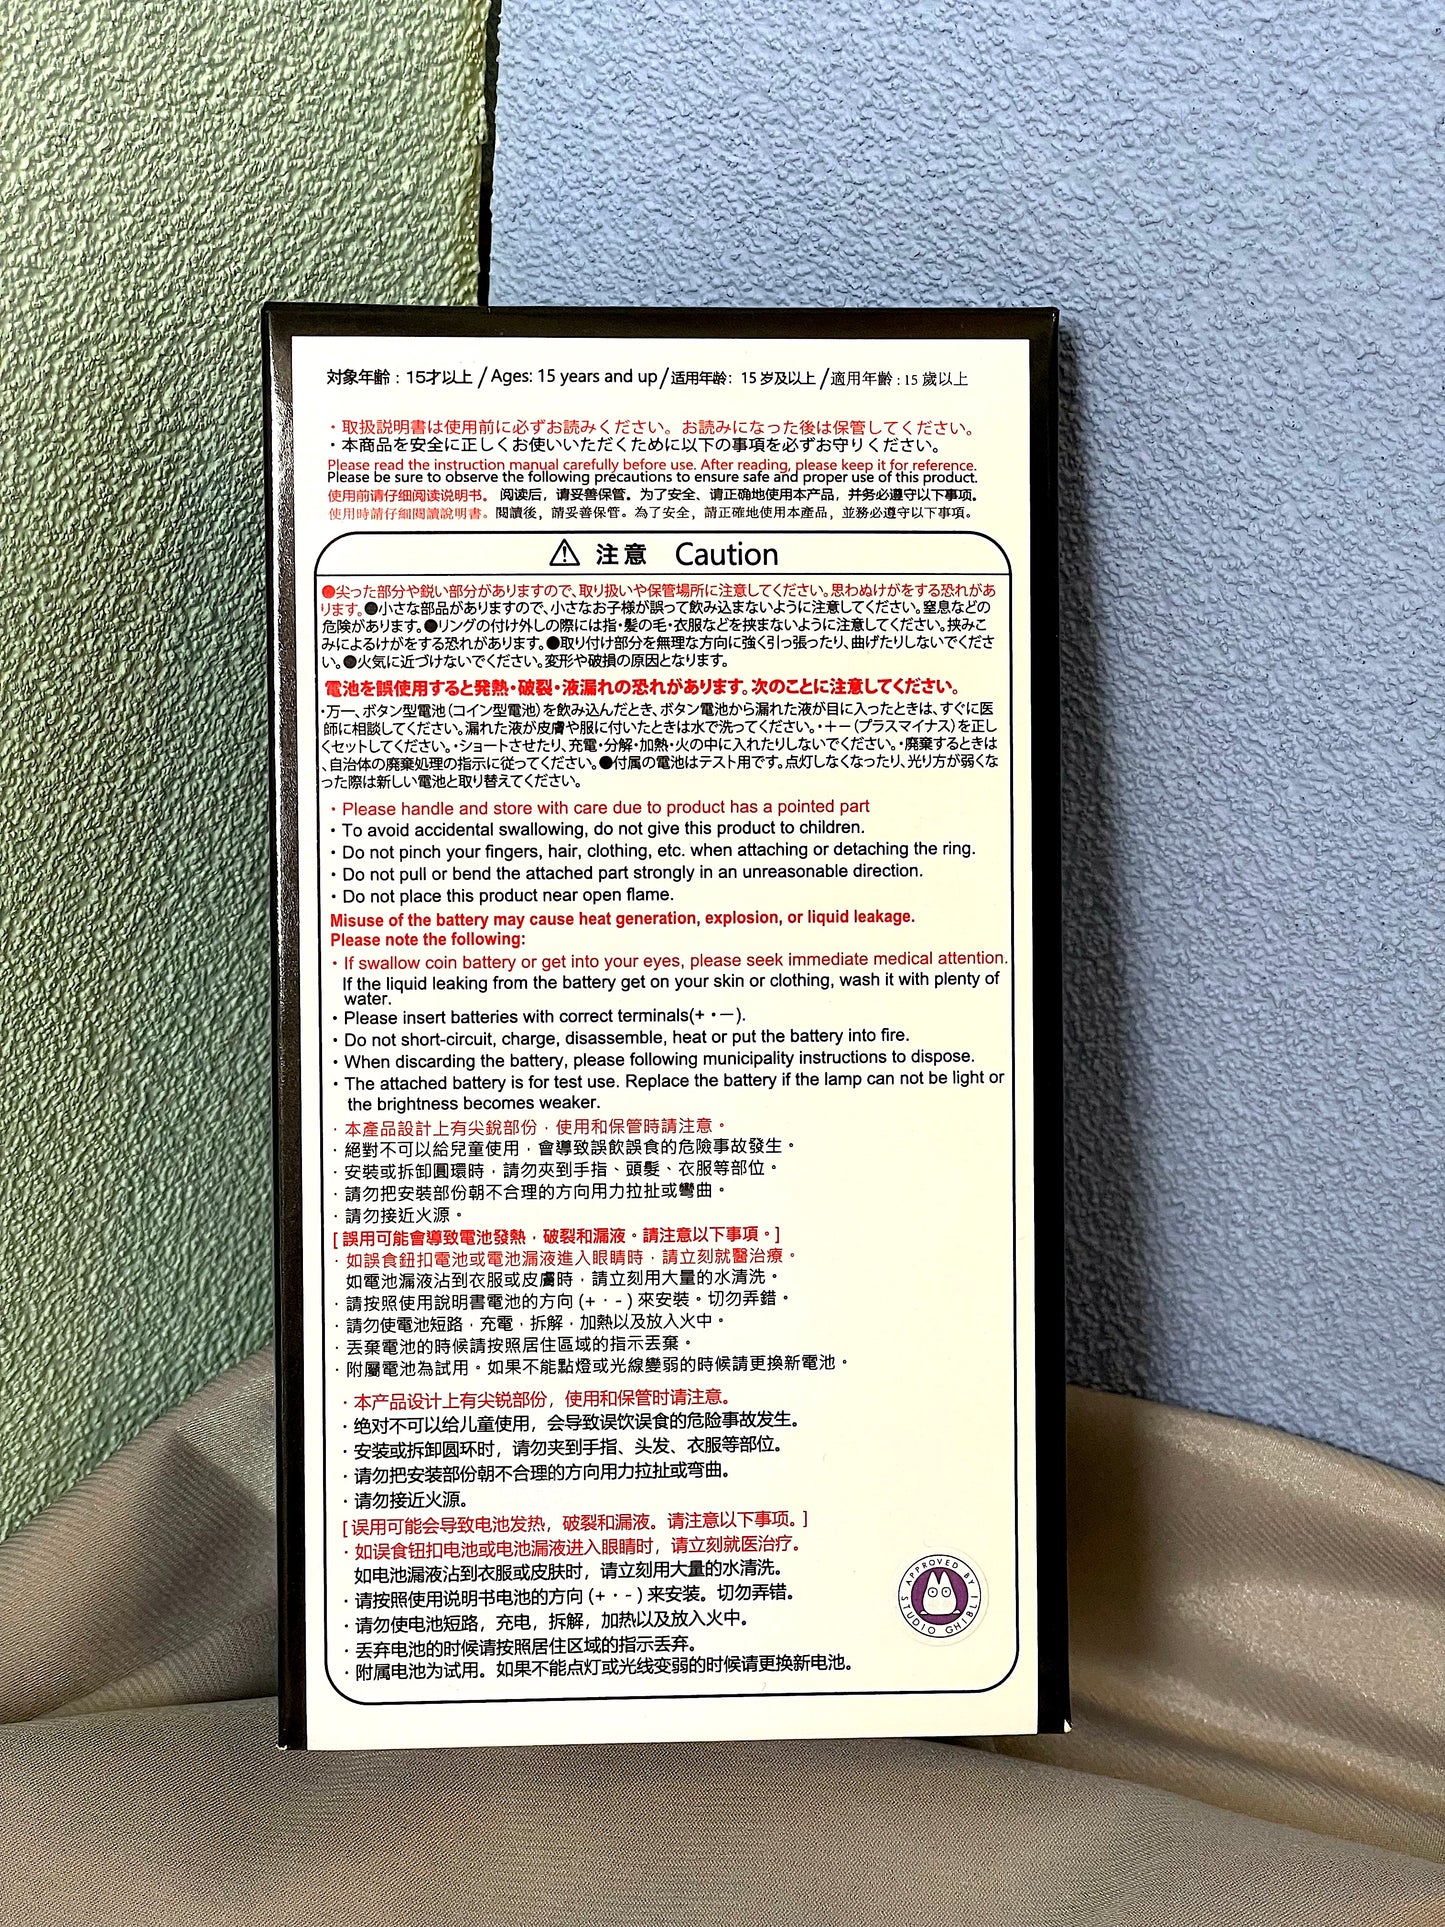 対象年齢：15才以上 / Ages: 15 years and up / 适用年龄：15 岁及以上 / 適用年齡：15 歲以上
・取扱説明書は使用前に必ずお読みください。お読みになった後は保管してください。
・本商品を安全に正しくお使いいただくために以下の事項を必ずお守りください。
Please read the instruction manual carefully before use. After reading, please keep it for reference.
Please be sure to observe the following precautions to ensure safe and proper use of this product.
使用前请仔细阅读说明书。阅读后，请妥善保管。为了安全、请正确地使用本产品，并务必遵守以下事项。
使用時請仔細閱讀說明書。閱讀後，請妥善保管。為了安全，請正確地使用本產品，並務必遵守以下事項。
⚠ 注意 Caution
●尖った部分や鋭い部分がありますので、取り扱いや保管場所に注意してください。思わぬけがをする恐れがあ
ります。●小さな部品がありますので、小さなお子様が誤って飲み込まないように注意してください。窒息などの
危険があります。●リングの付け外しの際には指・髪の毛・衣服などを挟まないように注意してください。挟みこ
みによるけがをする恐れがあります。●取り付け部分を無理な方向に強く引っ張ったり、曲げたりしないでくださ
い。●火気に近づけないでください。変形や破損の原因となります。
電池を誤使用すると発熱・破裂・液漏れの恐れがあります。次のことに注意してください。
・万一、ボタン型電池（コイン型電池）を飲み込んだとき、ボタン電池から漏れた液が目に入ったときは、すぐに医
師に相談してください。漏れた液が皮膚や服に付いたときは水で洗ってください。・＋－（プラスマイナス）を正し
くセットしてください。・ショートさせたり、充電・分解・加熱・火の中に入れたりしないでください。・廃棄するときは
、自治体の廃棄処理の指示に従ってください。●付属の電池はテスト用です。点灯しなくなったり、光り方が弱くな
った際は新しい電池と取り替えてください。
・Please handle and store with care due to product has a pointed part
・To avoid accidental swallowing, do not give this product to children.
・Do not pinch your fingers, hair, clothing, etc. when attaching or detaching the ring.
・Do not pull or bend the attached part strongly in an unreasonable direction.
・Do not place this product near open flame.
Misuse of the battery may cause heat generation, explosion, or liquid leakage.
Please note the following:
・If swallow coin battery or get into your eyes, please seek immediate medical attention.
If the liquid leaking from the battery get on your skin or clothing, wash it with plenty of
water.
・Please insert batteries with correct terminals(+・－).
・Do not short-circuit, charge, disassemble, heat or put the battery into fire.
・When discarding the battery, please following municipality instructions to dispose.
・The attached battery is for test use. Replace the battery if the lamp can not be light or
the brightness becomes weaker.
・本產品設計上有尖銳部份，使用和保管時請注意。
・絕對不可以給兒童使用，會導致誤飲誤食的危險事故發生。
・安裝或拆卸圓環時，請勿夾到手指、頭髮、衣服等部位。
・請勿把安裝部份朝不合理的方向用力拉扯或彎曲。
・請勿接近火源。
[ 誤用可能會導致電池發熱，破裂和漏液。請注意以下事項。]
・如誤食鈕扣電池或電池漏液進入眼睛時，請立刻就醫治療。
如電池漏液沾到衣服或皮膚時，請立刻用大量的水清洗。
・請按照使用說明書電池的方向 (+・-) 來安裝。切勿弄錯。
・請勿使電池短路，充電，拆解，加熱以及放入火中。
・丟棄電池的時候請按照居住區域的指示丟棄。
・附屬電池為試用。如果不能點燈或光線變弱的時候請更換新電池。
・本产品设计上有尖锐部份，使用和保管时请注意。
・绝对不可以给儿童使用，会导致误饮误食的危险事故发生。
・安装或拆卸圆环时，请勿夹到手指、头发、衣服等部位。
・请勿把安装部份朝不合理的方向用力拉扯或弯曲。
・请勿接近火源。
[ 误用可能会导致电池发热，破裂和漏液。请注意以下事项。]
・如误食钮扣电池或电池漏液进入眼睛时，请立刻就医治疗。
如电池漏液沾到衣服或皮肤时，请立刻用大量的水清洗。
・请按照使用说明书电池的方向 (+・-) 来安装。切勿弄错。
・请勿使电池短路，充电，拆解，加热以及放入火中。
・丢弃电池的时候请按照居住区域的指示丢弃。
・附属电池为试用。如果不能点灯或光线变弱的时候请更换新电池。
APPROVED BY
STUDIO GHIBLI